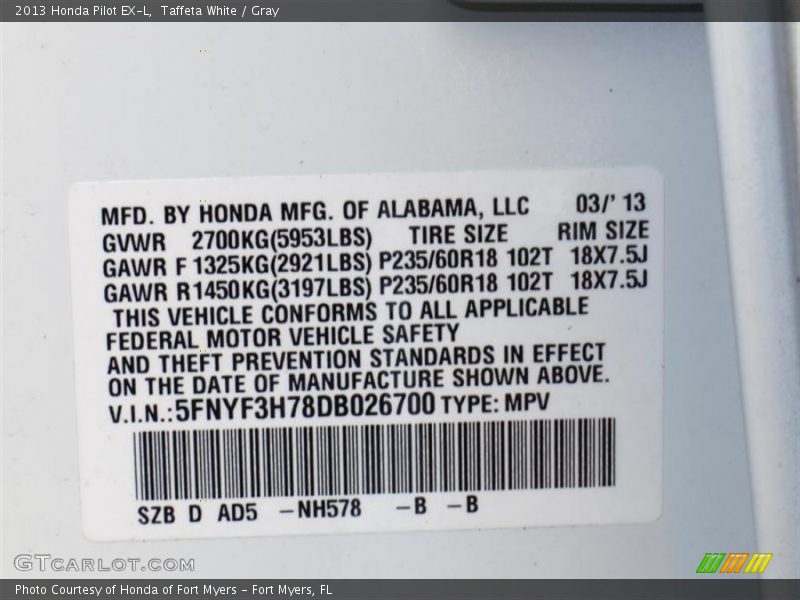 2013 Honda Pilot EX-L, Taffeta White / Gray
MFD. BY HONDA MFG. OF ALABAMA, LLC 03/' 13
GVWR 2700KG(5953LBS) TIRE SIZE RIM SIZE
GAWR F 1325KG(2921LBS) P235/60R18 102T 18X7.5J
GAWR R1450KG(3197LBS) P235/60R18 102T 18X7.5J
THIS VEHICLE CONFORMS TO ALL APPLICABLE
FEDERAL MOTOR VEHICLE SAFETY
AND THEFT PREVENTION STANDARDS IN EFFECT
ON THE DATE OF MANUFACTURE SHOWN ABOVE.
V.I.N.:5FNYF3H78DB026700 TYPE: MPV
SZB D AD5 -NH578 -B -B
GTCARLOT.COM
Photo Courtesy of Honda of Fort Myers - Fort Myers, FL